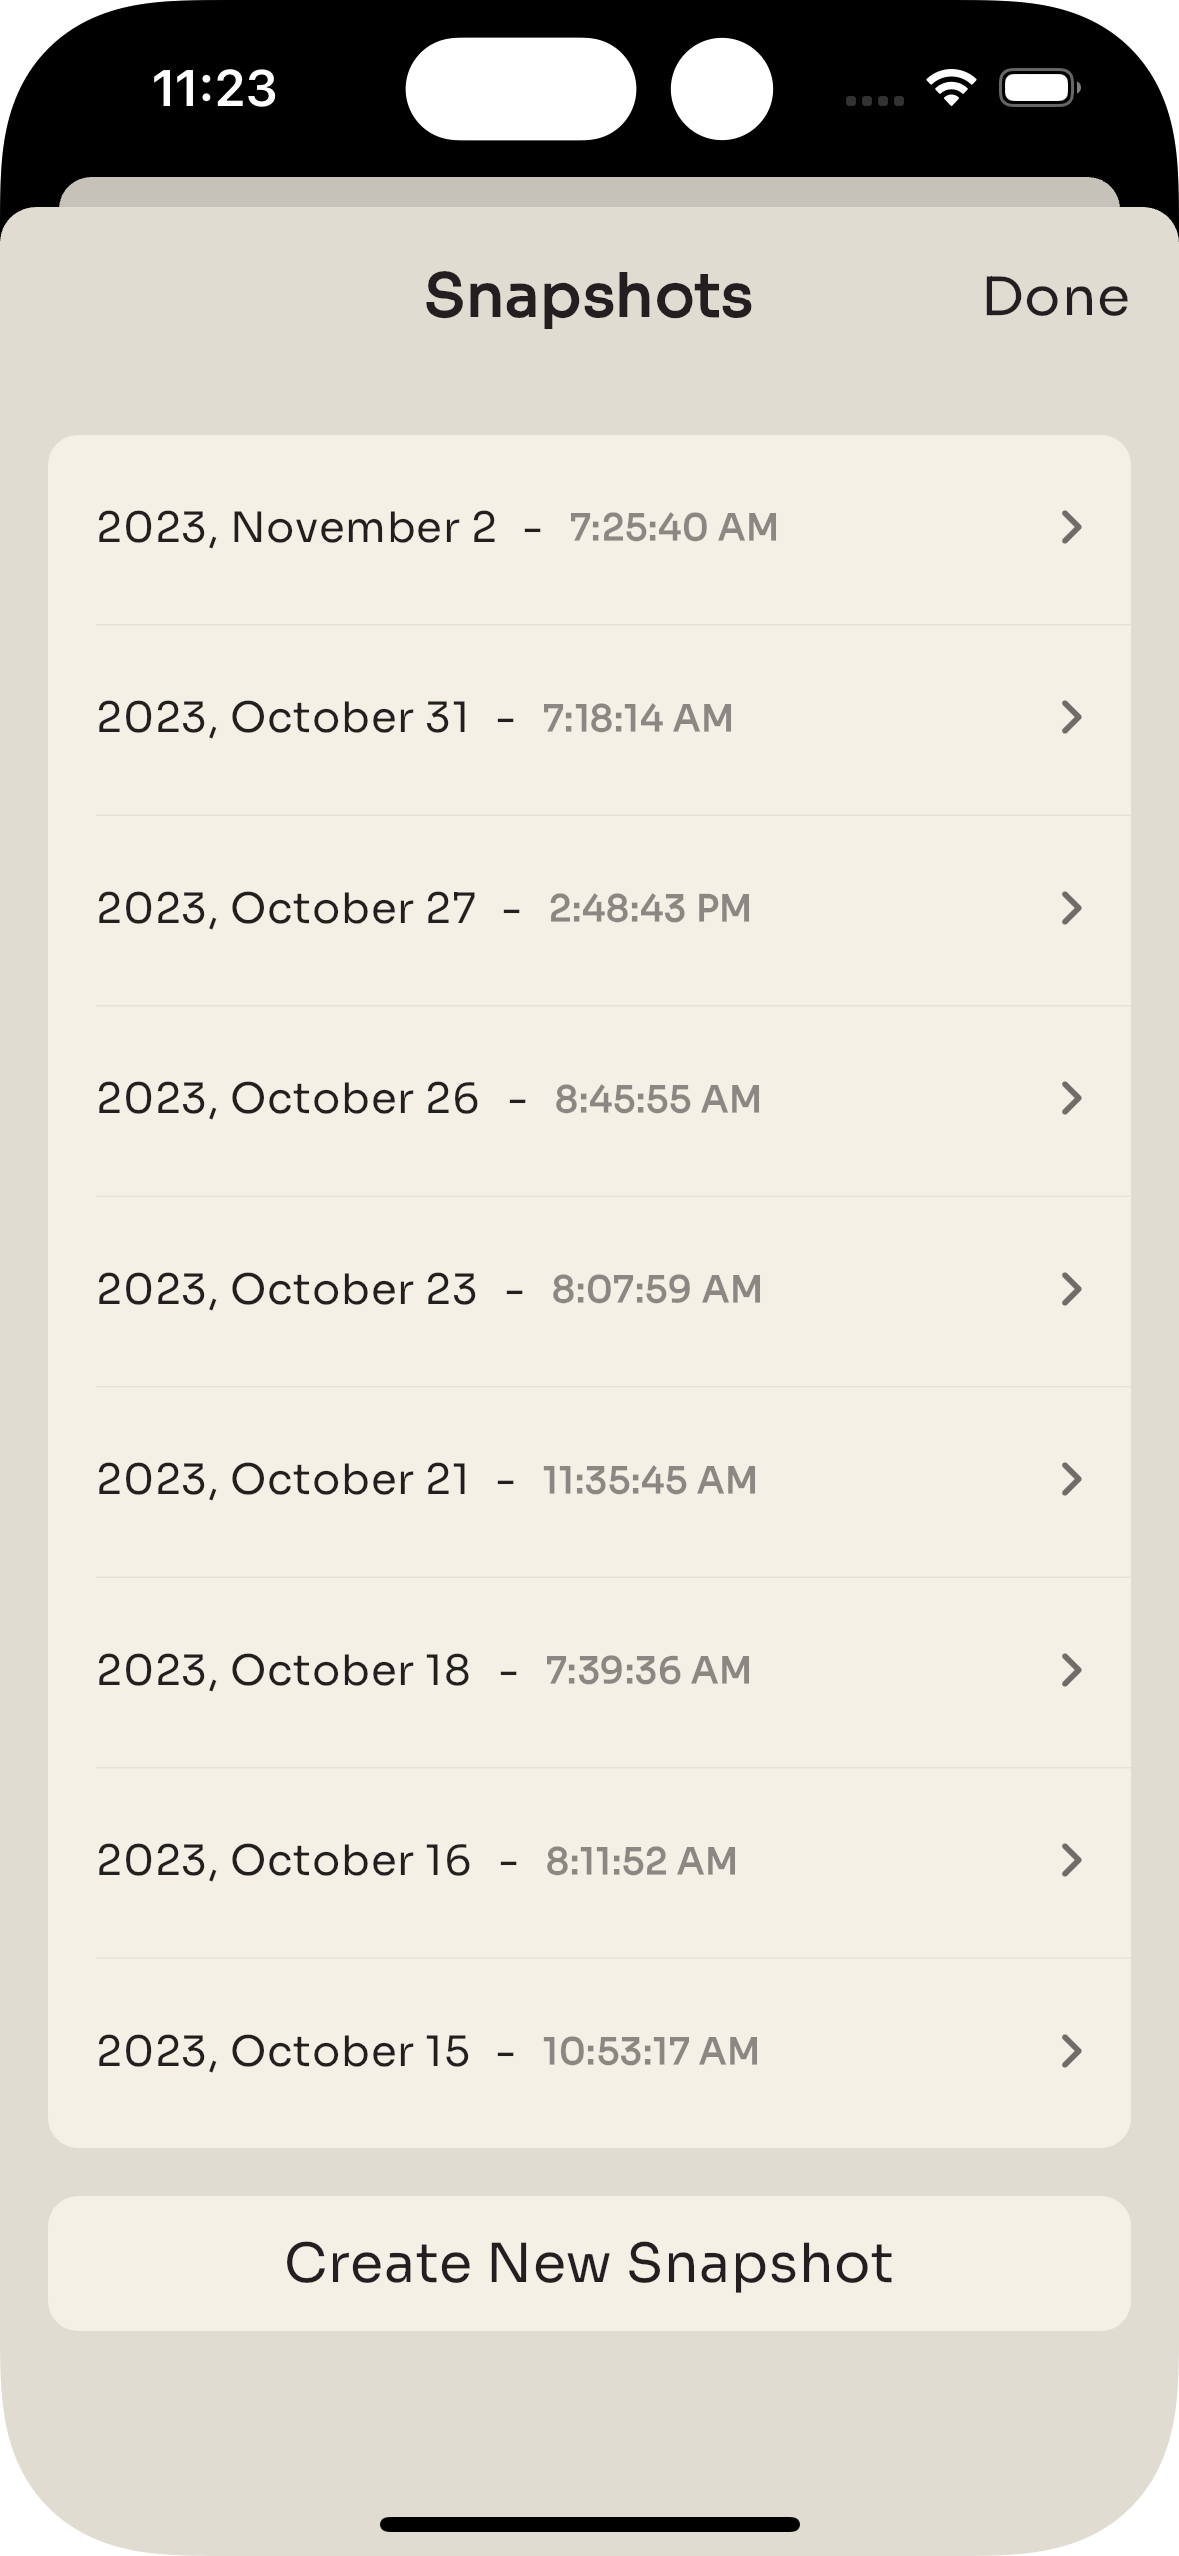 11:23
Snapshots
Done
2023, November 2 - 7:25:40 AM
2023, October 31 - 7:18:14 AM
2023, October 27 - 2:48:43 PM
2023, October 26 - 8:45:55 AM
2023, October 23 - 8:07:59 AM
2023, October 21 - 11:35:45 AM
2023, October 18 - 7:39:36 AM
2023, October 16 - 8:11:52 AM
2023, October 15 - 10:53:17 AM
Create New Snapshot